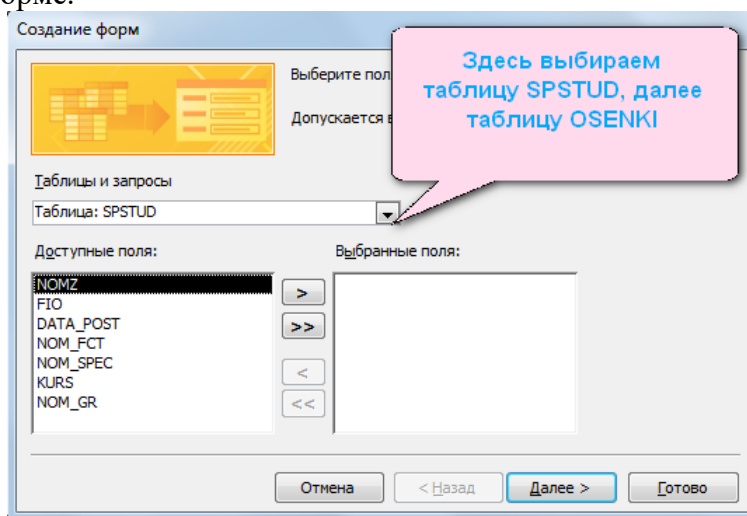 орме.
Создание форм
Здесь выбираем
таблицу SPSTUD, далее
таблицу OSENKI
Выберите пол
Допускается в
Таблицы и запросы
Таблица: SPSTUD
Доступные поля:
Выбранные поля:
NOMZ
FIO
DATA_POST
NOM_FCT
NOM_SPEC
KURS
NOM_GR
>
>>
<
<<
Отмена
< Назад
Далее >
Готово